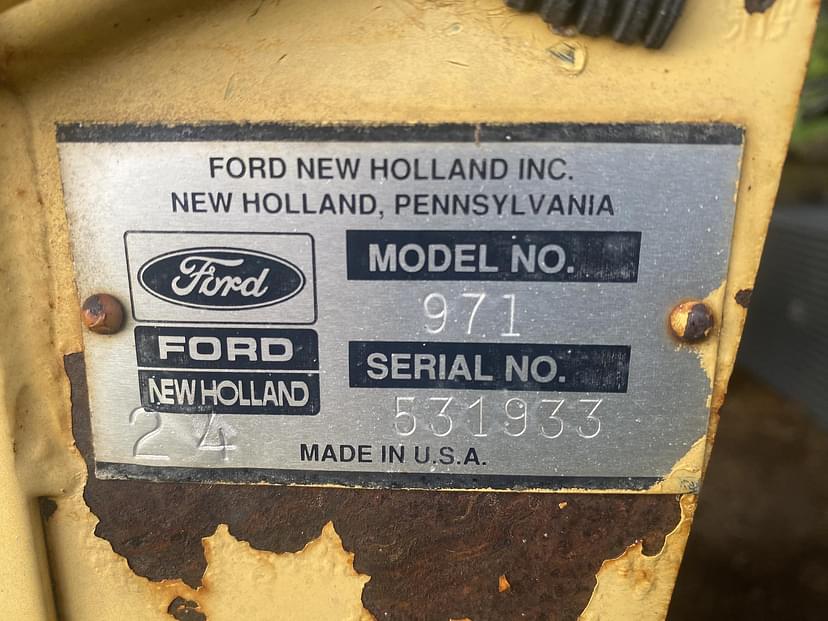 FORD NEW HOLLAND INC.
NEW HOLLAND, PENNSYLVANIA
Ford
MODEL NO.
971
FORD
NEW HOLLAND
SERIAL NO.
531933
24
MADE IN U.S.A.